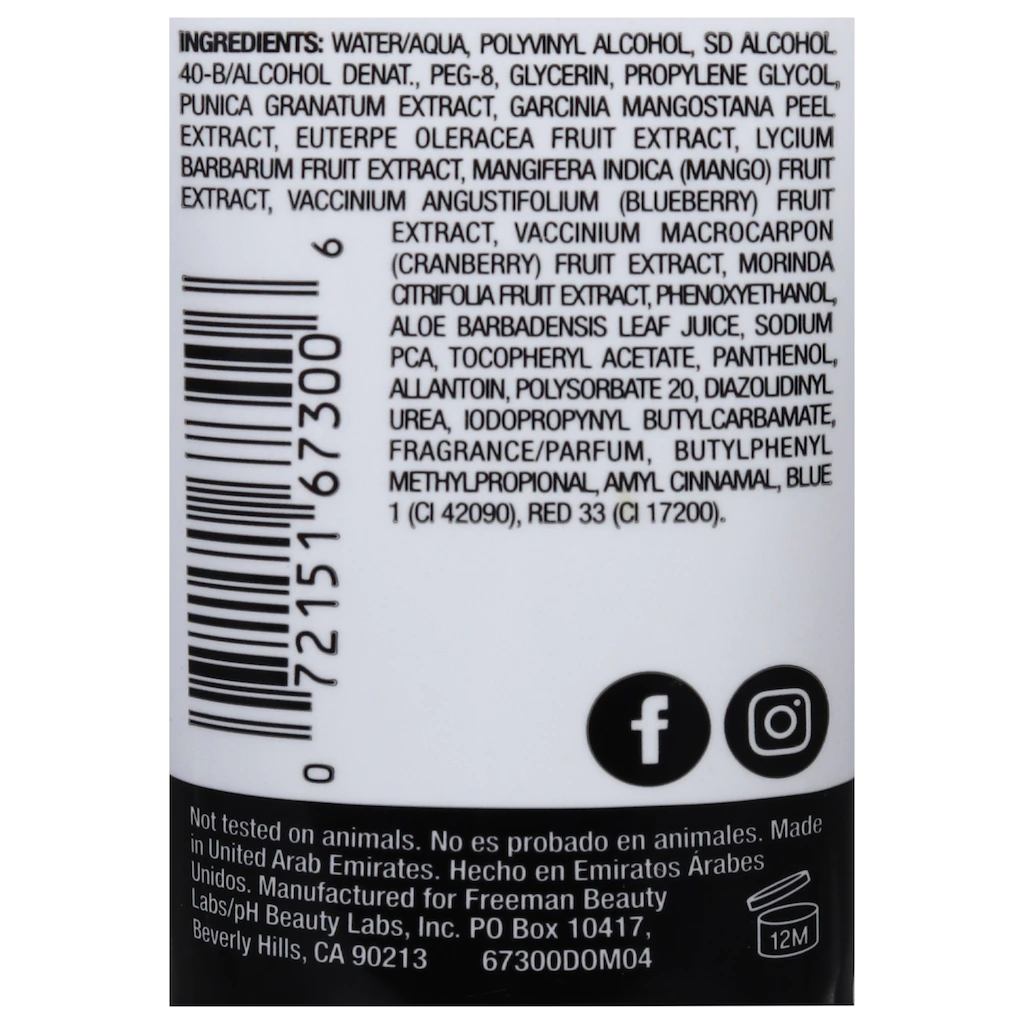 INGREDIENTS: WATER/AQUA, POLYVINYL ALCOHOL, SD ALCOHOL
40-B/ALCOHOL DENAT., PEG-8, GLYCERIN, PROPYLENE GLYCOL,
PUNICA GRANATUM EXTRACT, GARCINIA MANGOSTANA PEEL
EXTRACT, EUTERPE OLERACEA FRUIT EXTRACT, LYCIUM
BARBARUM FRUIT EXTRACT, MANGIFERA INDICA (MANGO) FRUIT
EXTRACT, VACCINIUM ANGUSTIFOLIUM (BLUEBERRY) FRUIT
EXTRACT, VACCINIUM MACROCARPON
(CRANBERRY) FRUIT EXTRACT, MORINDA
CITRIFOLIA FRUIT EXTRACT, PHENOXYETHANOL,
ALOE BARBADENSIS LEAF JUICE, SODIUM
PCA, TOCOPHERYL ACETATE, PANTHENOL,
ALLANTOIN, POLYSORBATE 20, DIAZOLIDINYL
UREA, IODOPROPYNYL BUTYLCARBAMATE,
FRAGRANCE/PARFUM, BUTYLPHENYL
METHYLPROPIONAL, AMYL CINNAMAL, BLUE
1 (CI 42090), RED 33 (CI 17200).
0 72151 67300 6
f
Not tested on animals. No es probado en animales. Made
in United Arab Emirates. Hecho en Emiratos Árabes
Unidos. Manufactured for Freeman Beauty
Labs/pH Beauty Labs, Inc. PO Box 10417,
Beverly Hills, CA 90213 67300DOM04
12M